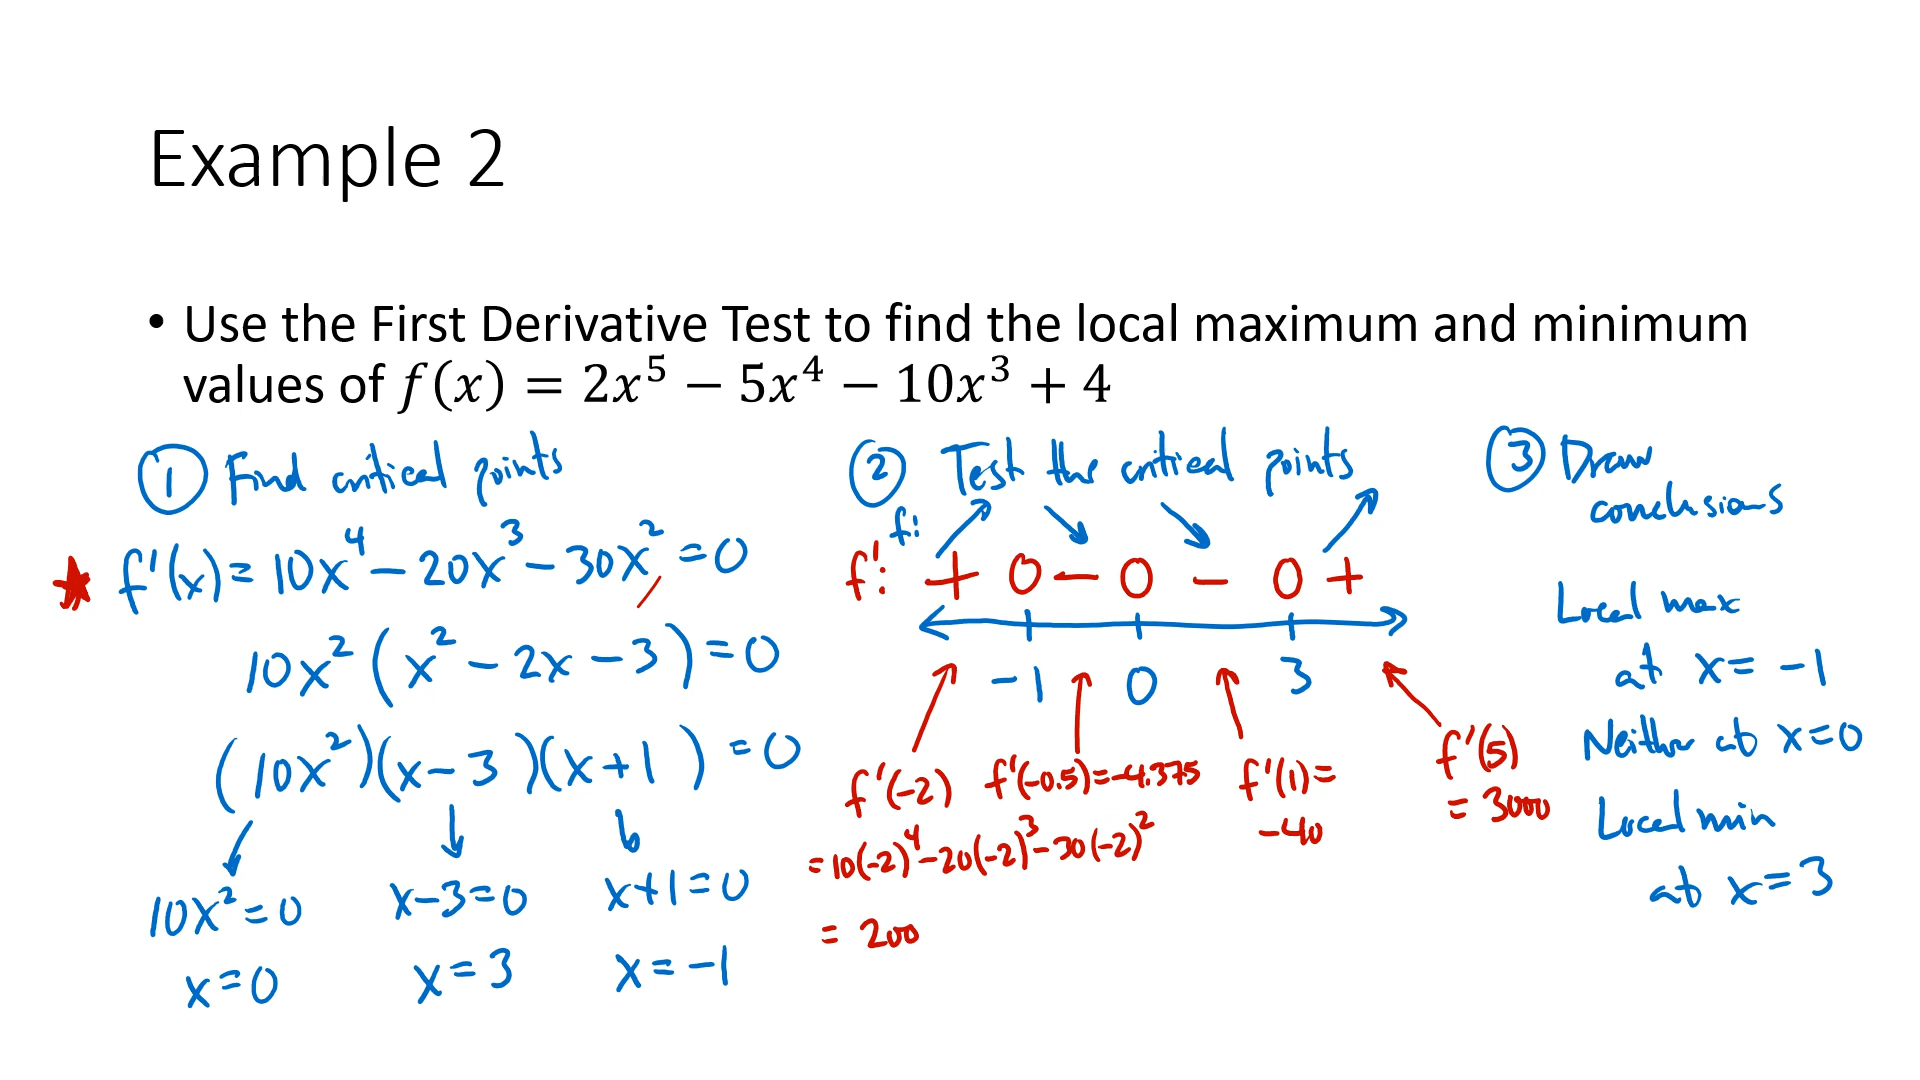 Example 2
• Use the First Derivative Test to find the local maximum and minimum
values of f(x) = 2x⁵ − 5x⁴ − 10x³ + 4
① Find critical points
★ f'(x) = 10x⁴ − 20x³ − 30x² = 0
10x² (x² − 2x − 3) = 0
(10x²)(x − 3)(x + 1) = 0
10x² = 0 x − 3 = 0 x + 1 = 0
x = 0 x = 3 x = −1
② Test the critical points
f:
f': + 0 − 0 − 0 +
−1 0 3
f'(−2) f'(−0.5) = −4.375 f'(1) = f'(5)
= 10(−2)⁴ − 20(−2)³ − 30(−2)² −40 = 3000
= 200
③ Draw
conclusions
Local max
at x = −1
Neither at x = 0
Local min
at x = 3